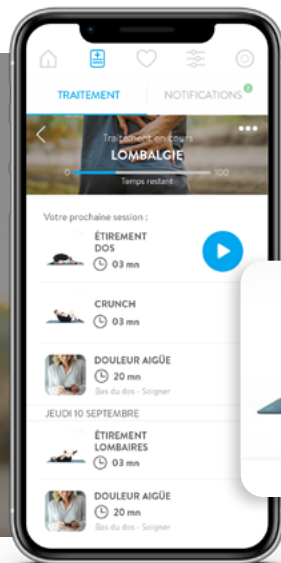 TRAITEMENT
NOTIFICATIONS
Traitement en cours
LOMBALGIE
0
100
Temps restant
Votre prochaine session :
ÉTIREMENT
DOS
03 mn
CRUNCH
03 mn
DOULEUR AIGÜE
20 mn
Bas du dos - Soigner
JEUDI 10 SEPTEMBRE
ÉTIREMENT
LOMBAIRES
03 mn
DOULEUR AIGÜE
20 mn
Bas du dos - Soigner